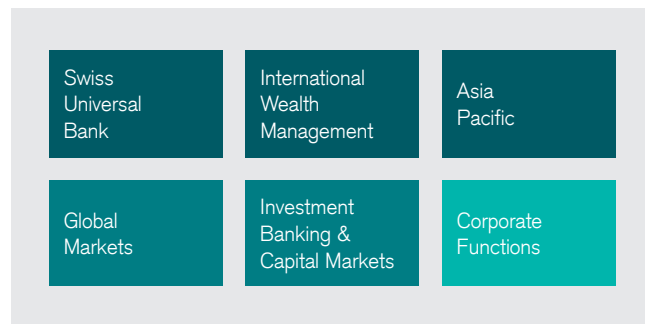 Swiss
Universal
Bank
International
Wealth
Management
Asia
Pacific
Global
Markets
Investment
Banking &
Capital Markets
Corporate
Functions